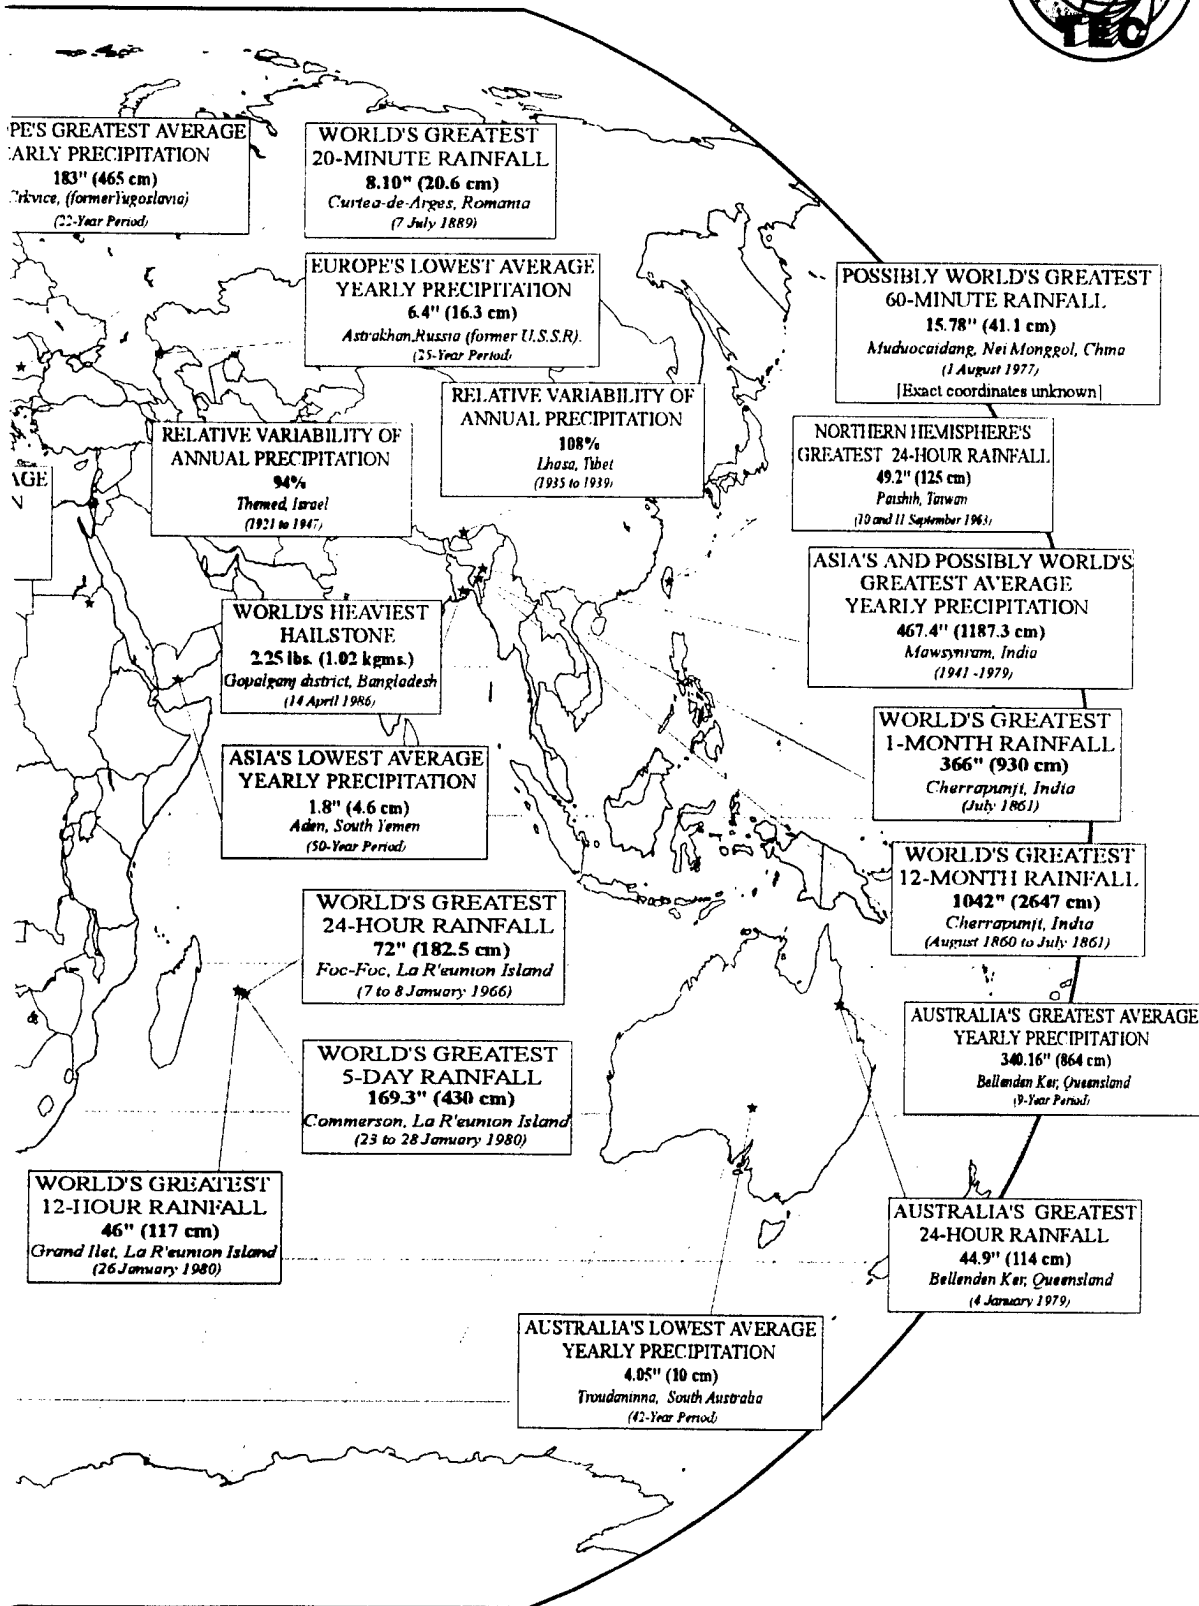 TEC
PE'S GREATEST AVERAGE
EARLY PRECIPITATION
183" (465 cm)
Crkvice, (former Yugoslavia)
(22-Year Period)
WORLD'S GREATEST
20-MINUTE RAINFALL
8.10" (20.6 cm)
Curtea-de-Arges, Romania
(7 July 1889)
EUROPE'S LOWEST AVERAGE
YEARLY PRECIPITATION
6.4" (16.3 cm)
Astrakhan, Russia (former U.S.S.R).
(25-Year Period)
POSSIBLY WORLD'S GREATEST
60-MINUTE RAINFALL
15.78" (41.1 cm)
Muduocaidang, Nei Monggol, China
(1 August 1977)
[Exact coordinates unknown]
RELATIVE VARIABILITY OF
ANNUAL PRECIPITATION
108%
Lhasa, Tibet
(1935 to 1939)
RELATIVE VARIABILITY OF
ANNUAL PRECIPITATION
94%
Themed, Israel
(1921 to 1947)
AGE
NORTHERN HEMISPHERE'S
GREATEST 24-HOUR RAINFALL
49.2" (125 cm)
Paishih, Taiwan
(10 and 11 September 1963)
ASIA'S AND POSSIBLY WORLD'S
GREATEST AVERAGE
YEARLY PRECIPITATION
467.4" (1187.3 cm)
Mawsynram, India
(1941 -1979)
WORLD'S HEAVIEST
HAILSTONE
2.25 lbs. (1.02 kgms.)
Gopalganj district, Bangladesh
(14 April 1986)
WORLD'S GREATEST
1-MONTH RAINFALL
366" (930 cm)
Cherrapunji, India
(July 1861)
ASIA'S LOWEST AVERAGE
YEARLY PRECIPITATION
1.8" (4.6 cm)
Aden, South Yemen
(50-Year Period)
WORLD'S GREATEST
12-MONTH RAINFALL
1042" (2647 cm)
Cherrapunji, India
(August 1860 to July 1861)
WORLD'S GREATEST
24-HOUR RAINFALL
72" (182.5 cm)
Foc-Foc, La R'eunion Island
(7 to 8 January 1966)
AUSTRALIA'S GREATEST AVERAGE
YEARLY PRECIPITATION
340.16" (864 cm)
Bellenden Ker, Queensland
(9-Year Period)
WORLD'S GREATEST
5-DAY RAINFALL
169.3" (430 cm)
Commerson, La R'eunion Island
(23 to 28 January 1980)
WORLD'S GREATEST
12-HOUR RAINFALL
46" (117 cm)
Grand Ilet, La R'eunion Island
(26 January 1980)
AUSTRALIA'S GREATEST
24-HOUR RAINFALL
44.9" (114 cm)
Bellenden Ker, Queensland
(4 January 1979)
AUSTRALIA'S LOWEST AVERAGE
YEARLY PRECIPITATION
4.05" (10 cm)
Troudaninna, South Australia
(42-Year Period)